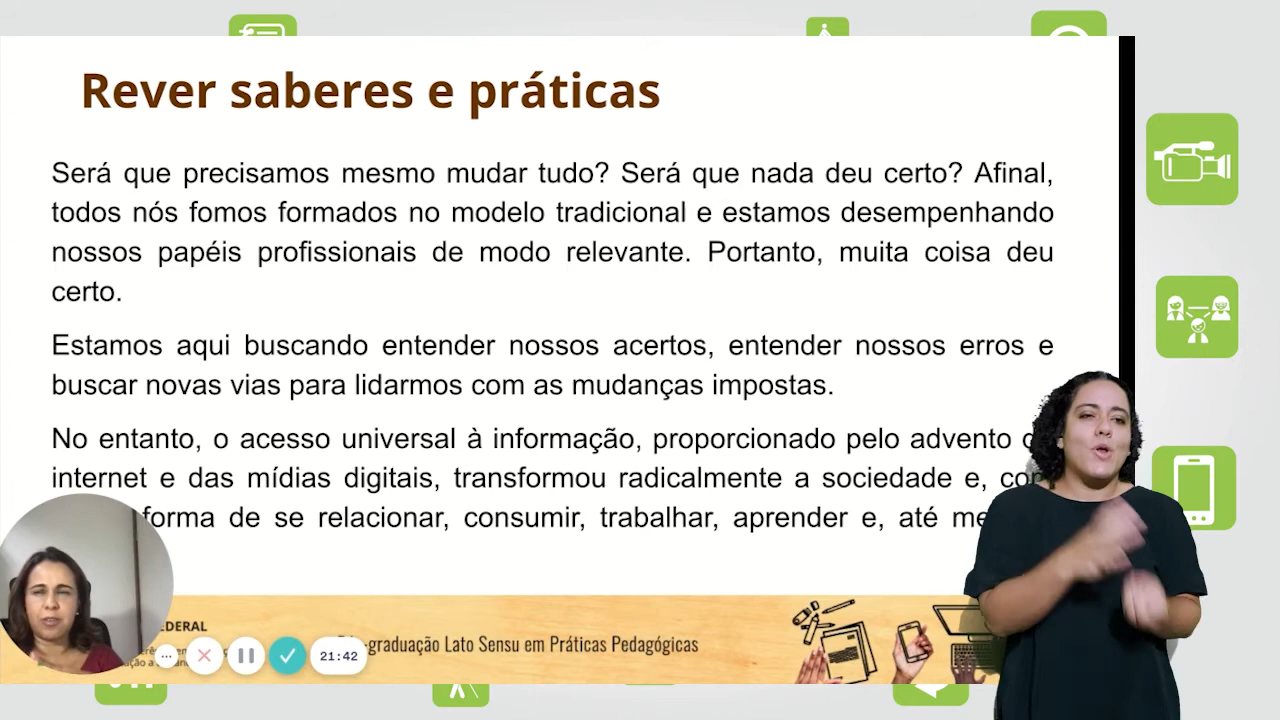 Rever saberes e práticas
Será que precisamos mesmo mudar tudo? Será que nada deu certo? Afinal,
todos nós fomos formados no modelo tradicional e estamos desempenhando
nossos papéis profissionais de modo relevante. Portanto, muita coisa deu
certo.
Estamos aqui buscando entender nossos acertos, entender nossos erros e
buscar novas vias para lidarmos com as mudanças impostas.
No entanto, o acesso universal à informação, proporcionado pelo advento
internet e das mídias digitais, transformou radicalmente a sociedade e,
forma de se relacionar, consumir, trabalhar, aprender e, até
-graduação Lato Sensu em Práticas Pedagógicas
21:42